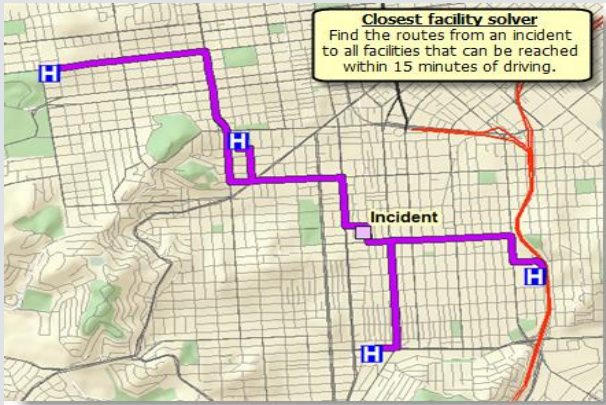 Closest facility solver
Find the routes from an incident
to all facilities that can be reached
within 15 minutes of driving.
H
H
Incident
H
H